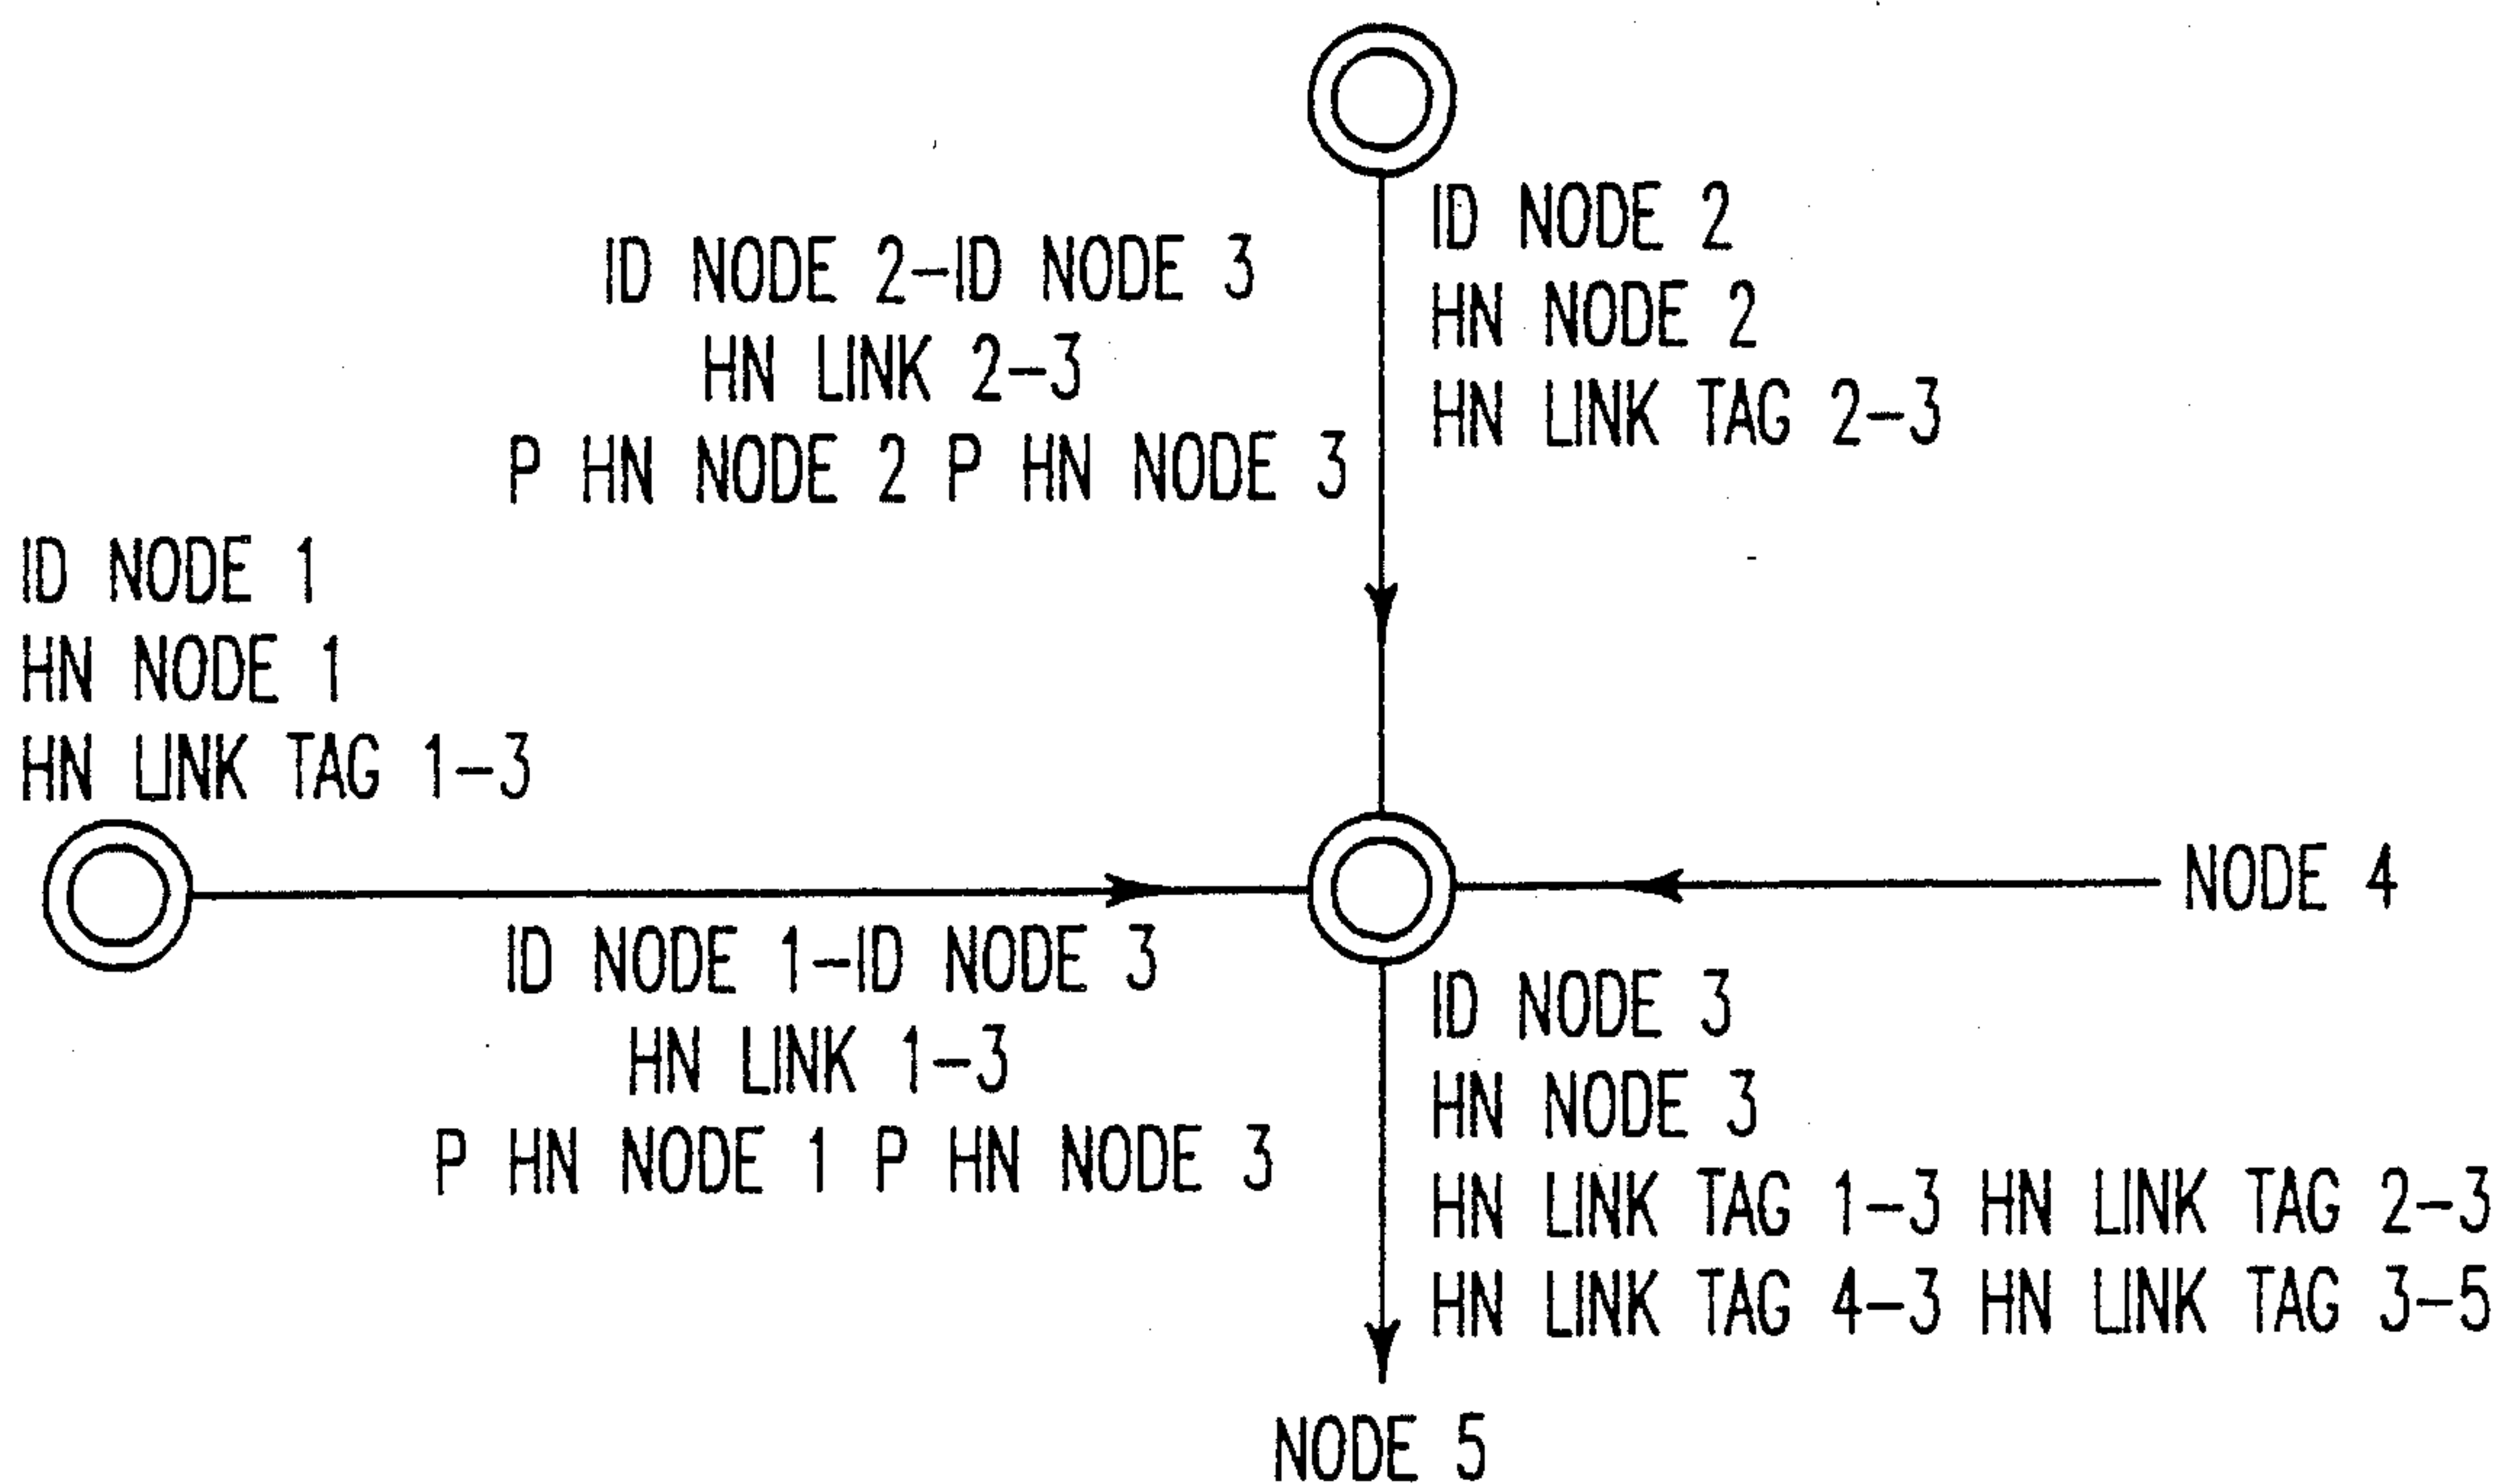 ID NODE 2
HN NODE 2
HN LINK TAG 2-3
ID NODE 2-ID NODE 3
HN LINK 2-3
P HN NODE 2 P HN NODE 3
ID NODE 1
HN NODE 1
HN LINK TAG 1-3
NODE 4
ID NODE 1-ID NODE 3
HN LINK 1-3
P HN NODE 1 P HN NODE 3
ID NODE 3
HN NODE 3
HN LINK TAG 1-3 HN LINK TAG 2-3
HN LINK TAG 4-3 HN LINK TAG 3-5
NODE 5